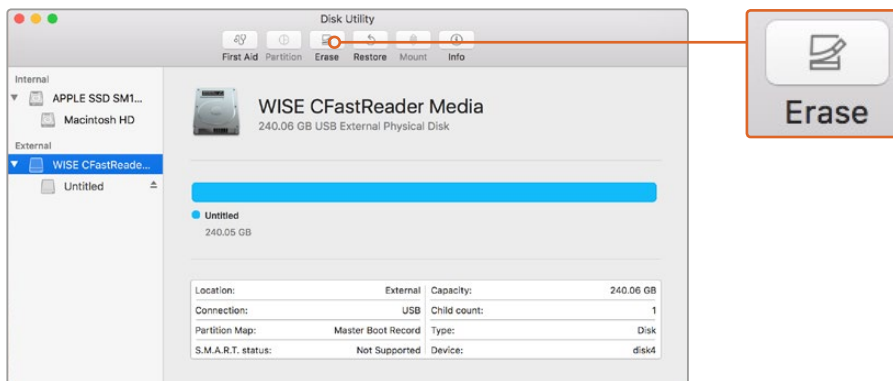 Disk Utility
First Aid Partition Erase Restore Mount Info
Erase
Internal
APPLE SSD SM1...
Macintosh HD
External
WISE CFastReade...
Untitled
WISE CFastReader Media
240.06 GB USB External Physical Disk
Untitled
240.05 GB
Location: External Capacity: 240.06 GB
Connection: USB Child count: 1
Partition Map: Master Boot Record Type: Disk
S.M.A.R.T. status: Not Supported Device: disk4